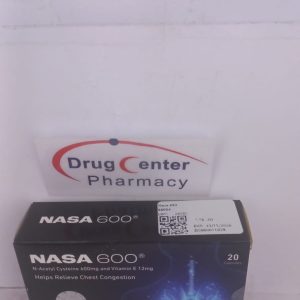 Drug Center
Pharmacy
NASA 600®
NASA 600®
20
N-Acetyl Cysteine 600mg and Vitamin E 12mg
Helps Relieve Chest Congestion